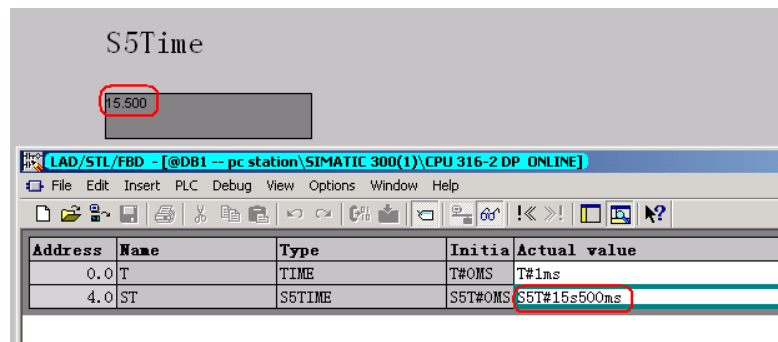 S5Time
15.500
LAD/STL/FBD - [@DB1 -- pc station\SIMATIC 300(1)\CPU 316-2 DP ONLINE]
File Edit Insert PLC Debug View Options Window Help
Address Name Type Initia Actual value
0.0 T TIME T#0MS T#1ms
4.0 ST S5TIME S5T#0MS S5T#15s500ms